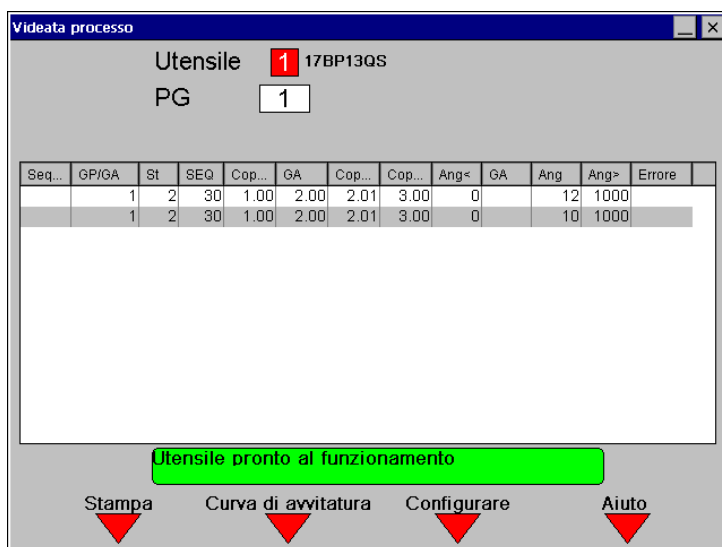 Videata processo
Utensile 1 17BP13QS
PG 1
Seq... GP/GA St SEQ Cop... GA Cop... Cop... Ang< GA Ang Ang> Errore
1 2 30 1.00 2.00 2.01 3.00 0 12 1000
1 2 30 1.00 2.00 2.01 3.00 0 10 1000
Utensile pronto al funzionamento
Stampa Curva di avvitatura Configurare Aiuto